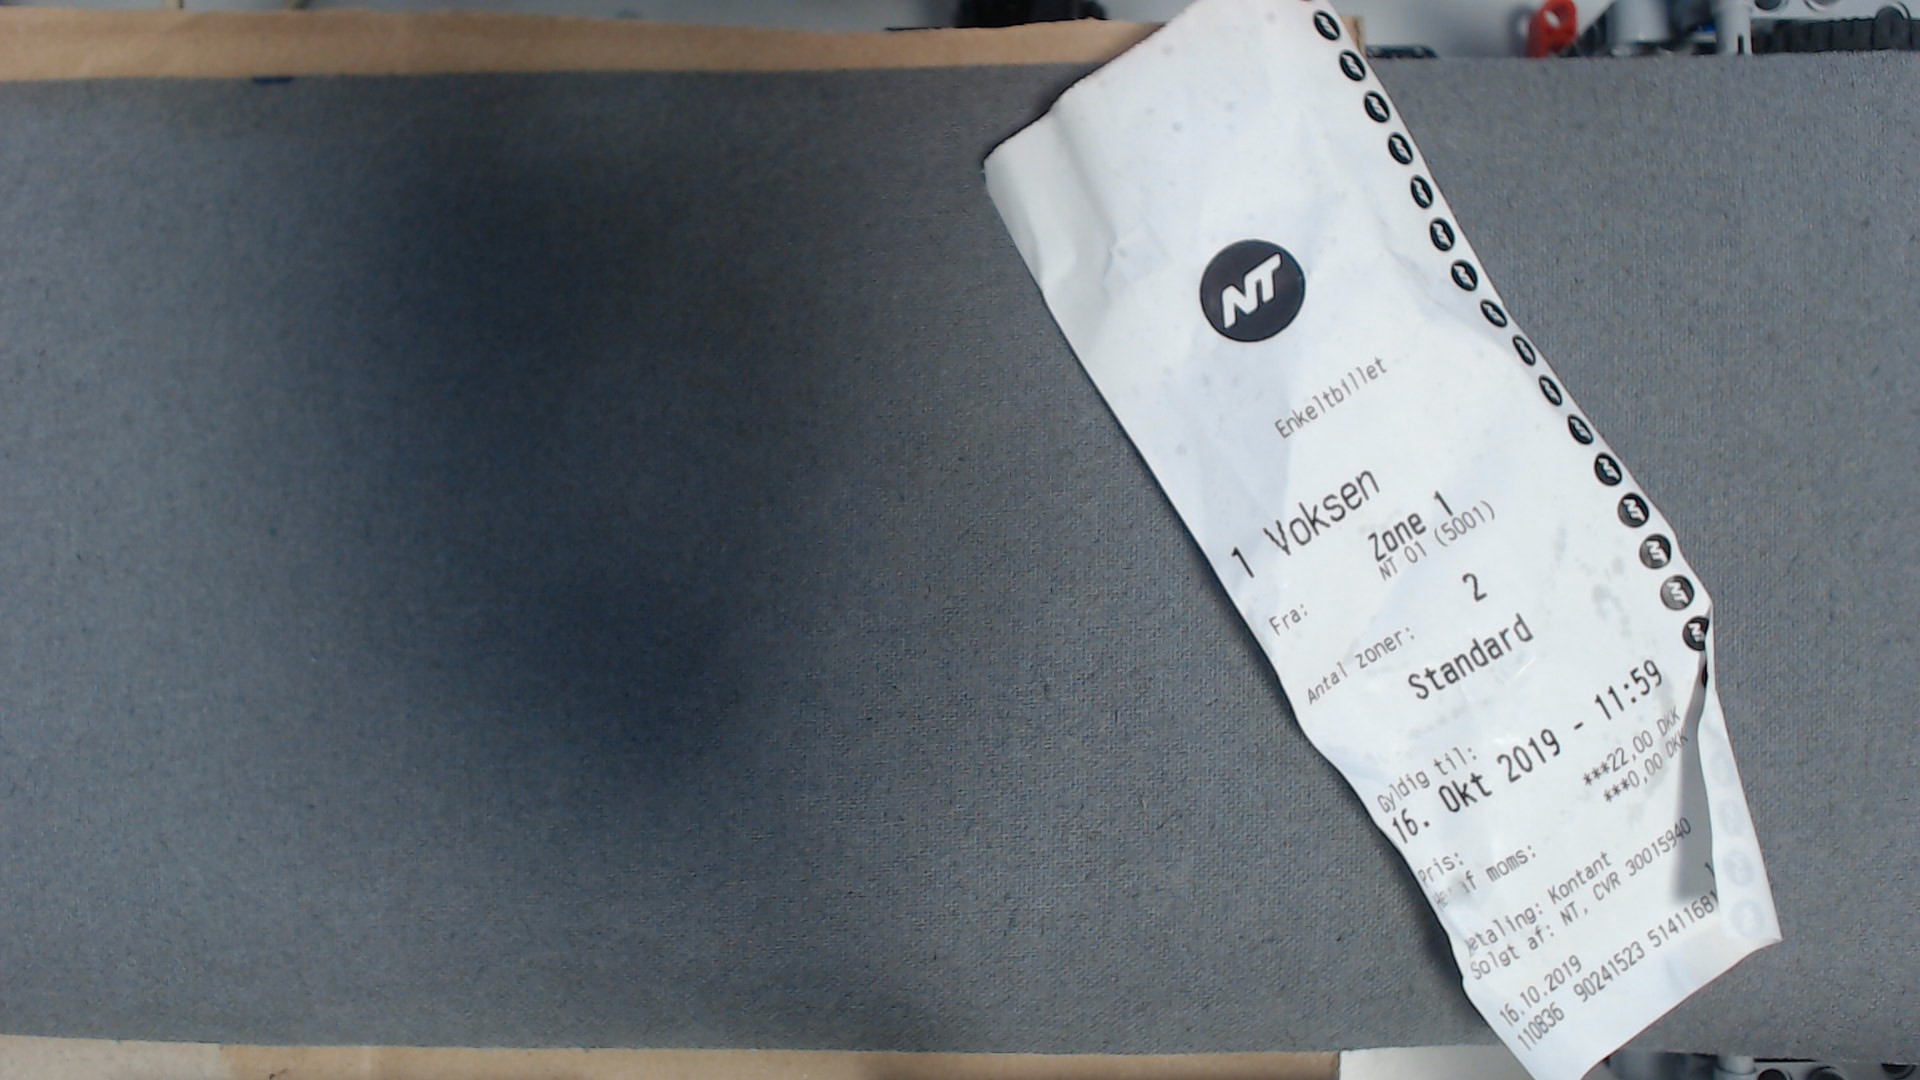 NT
Enkeltbillet
1 Voksen
Fra: Zone 1
NT 01 (5001)
Antal zoner: 2
Standard
Gyldig til:
16. Okt 2019 - 11:59
Pris: ***22,00 DKK
moms: ***0,00 DKK
Betaling: Kontant
Solgt af: NT, CVR 30015940
16.10.2019 1
110836 90241523 51411681